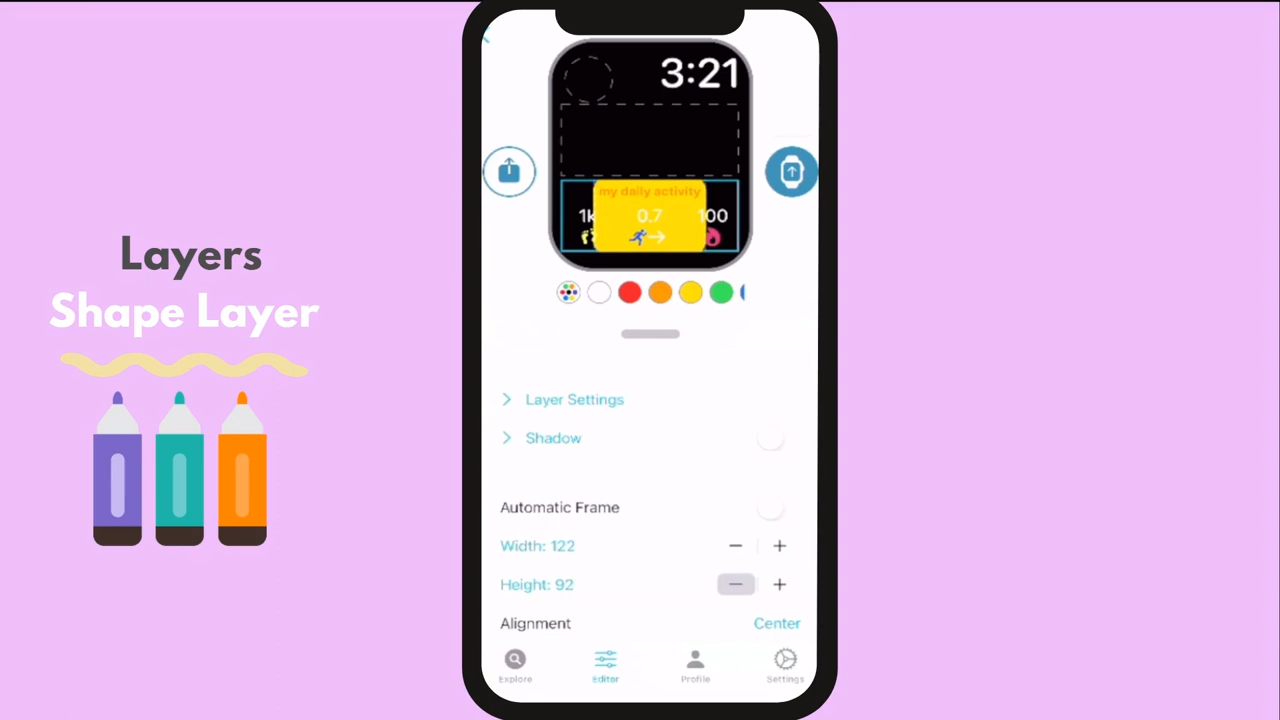 Layers
Shape Layer
3:21
my daily activity
1k 0.7 100
Layer Settings
Shadow
Automatic Frame
Width: 122
Height: 92
Alignment Center
Explore Editor Profile Settings